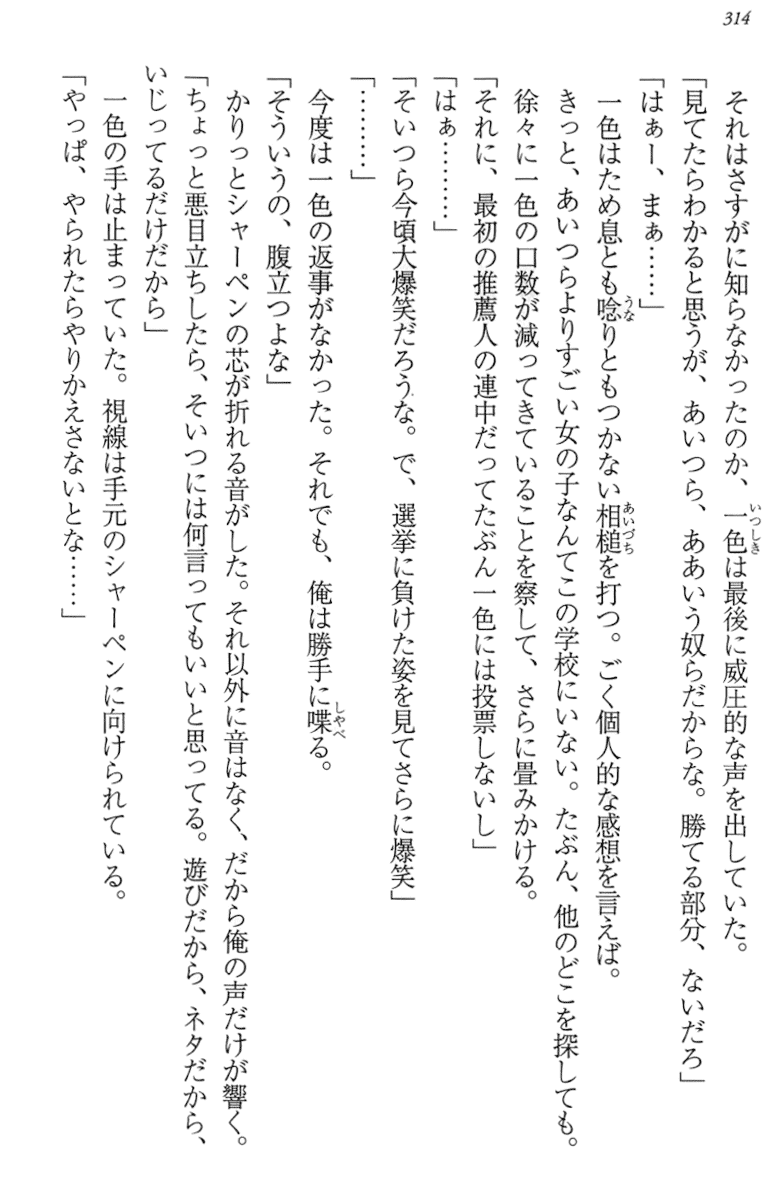 314
それはさすがに知らなかったのか、一色は最後に威圧的な声を出していた。
「見てたらわかると思うが、あいつら、ああいう奴らだからな。勝てる部分、ないだろ」
「はぁー、まぁ……」
一色はため息とも唸りともつかない相槌を打つ。ごく個人的な感想を言えば。
きっと、あいつらよりすごい女の子なんてこの学校にいない。たぶん、他のどこを探しても。
徐々に一色の口数が減ってきていることを察して、さらに畳みかける。
「それに、最初の推薦人の連中だってたぶん一色には投票しないし」
「はぁ………」
「そいつら今頃大爆笑だろうな。で、選挙に負けた姿を見てさらに爆笑」
「………」
今度は一色の返事がなかった。それでも、俺は勝手に喋る。
「そういうの、腹立つよな」
かりっとシャーペンの芯が折れる音がした。それ以外に音はなく、だから俺の声だけが響く。
「ちょっと悪目立ちしたら、そいつには何言ってもいいと思ってる。遊びだから、ネタだから、
いじってるだけだから」
一色の手は止まっていた。視線は手元のシャーペンに向けられている。
「やっぱ、やられたらやりかえさないとな……」